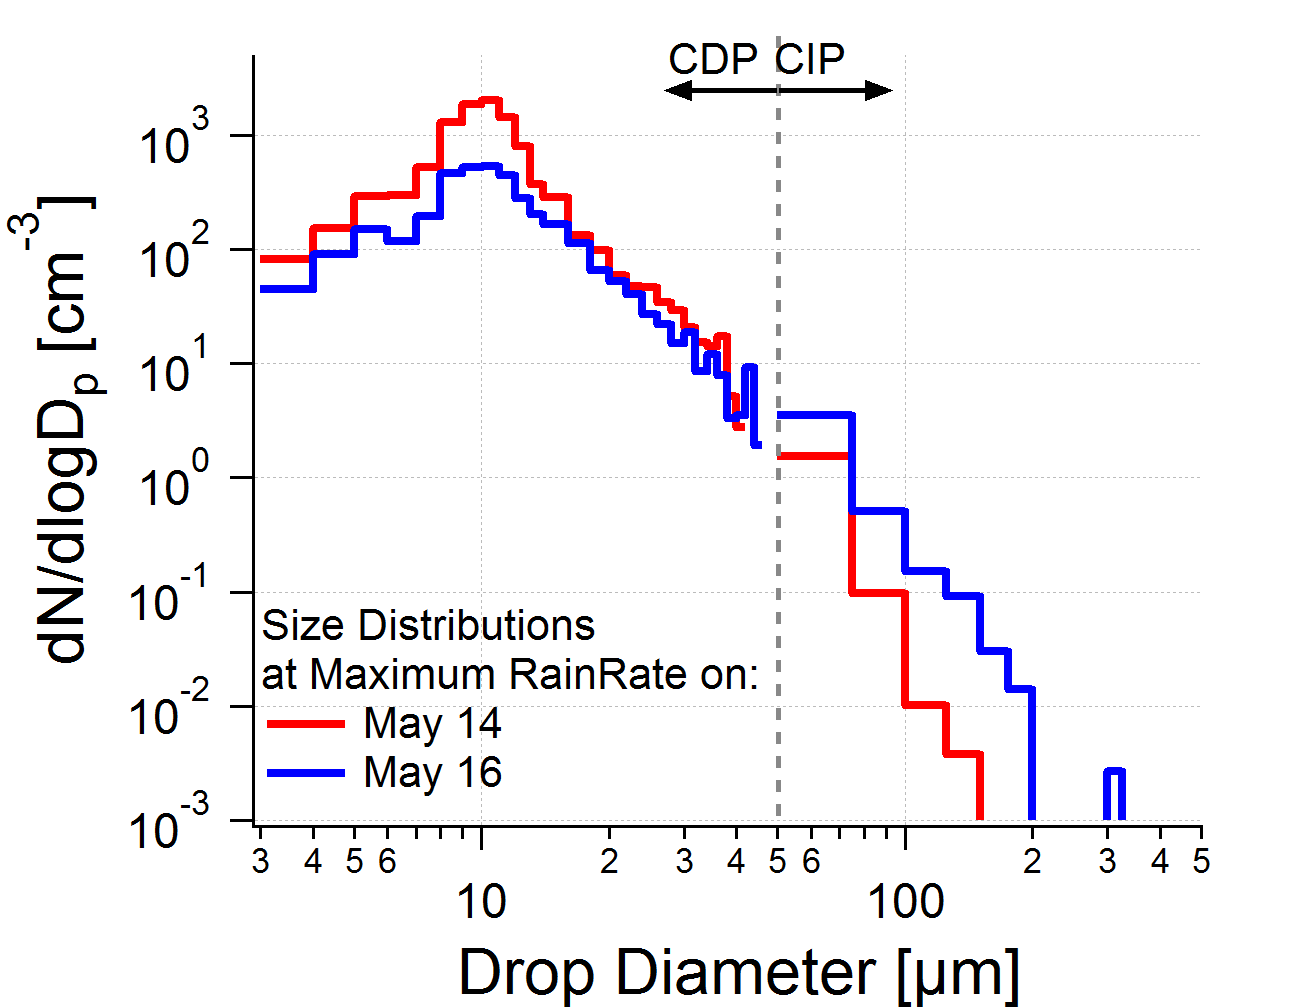 CDP CIP
10^3
10^2
10^1
10^0
10^-1
10^-2
10^-3
dN/dlogDp [cm^-3]
Size Distributions
at Maximum RainRate on:
May 14
May 16
3 4 5 6 2 3 4 5 6 2 3 4 5
10 100
Drop Diameter [µm]